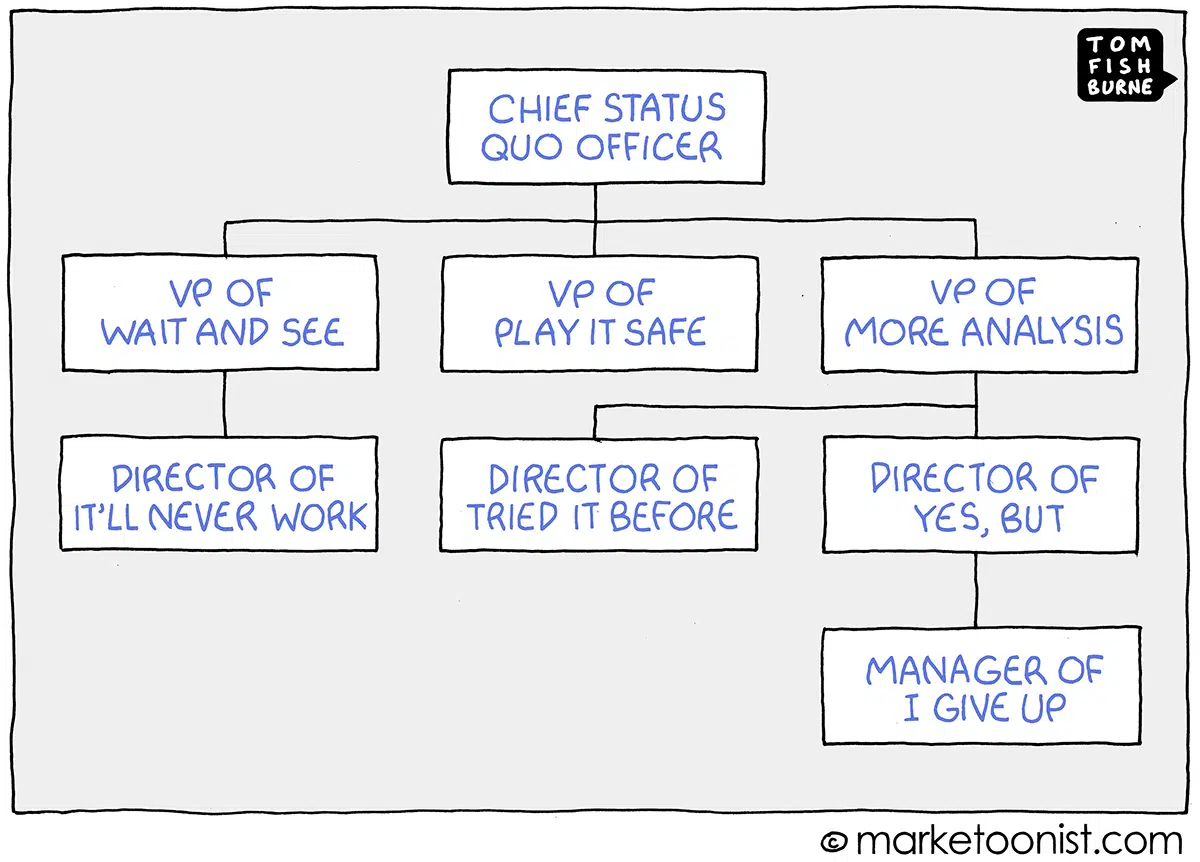 TOM
FISH
BURNE
CHIEF STATUS
QUO OFFICER
VP OF
WAIT AND SEE
VP OF
PLAY IT SAFE
VP OF
MORE ANALYSIS
DIRECTOR OF
IT'LL NEVER WORK
DIRECTOR OF
TRIED IT BEFORE
DIRECTOR OF
YES, BUT
MANAGER OF
I GIVE UP
© marketoonist.com